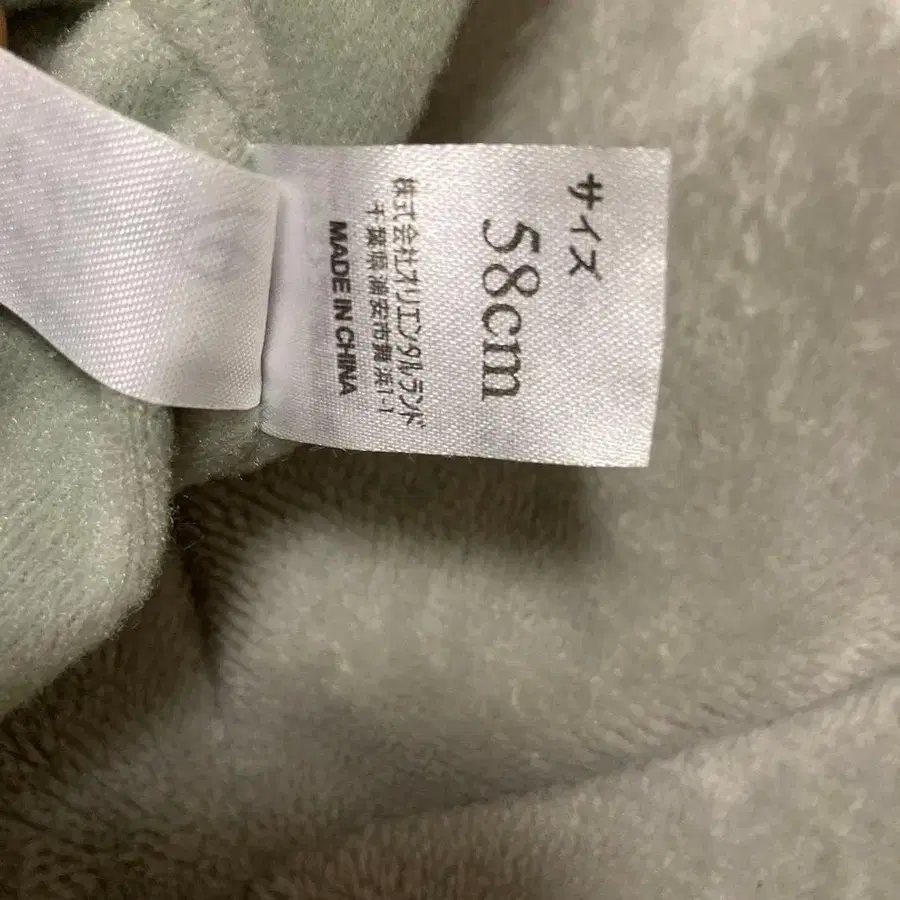 サイズ
58cm
株式会社オリエンタルランド
千葉県浦安市舞浜1-1
MADE IN CHINA